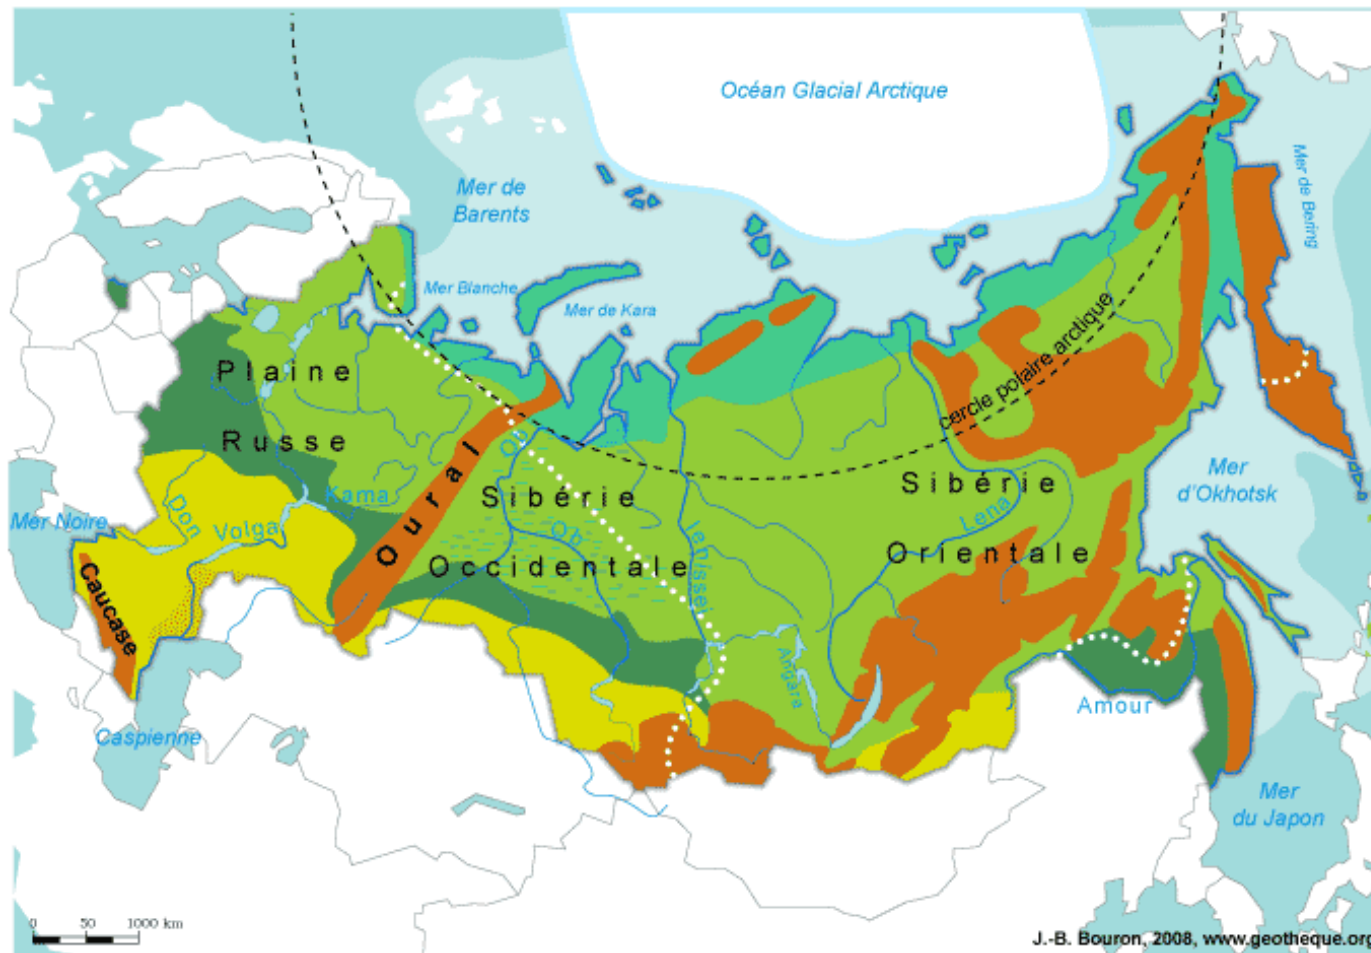 Océan Glacial Arctique
Mer de
Barents
Mer de Bering
Mer Blanche
Mer de Kara
cercle polaire arctique
Plaine
Russe
Oural
Ob
Sibérie
Occidentale
Ob
Ienisseï
Sibérie
Orientale
Lena
Mer
d'Okhotsk
Kama
Don
Volga
Mer Noire
Caucase
Angara
Amour
Caspienne
Mer
du Japon
0 50 1000 km
J.-B. Bouron, 2008, www.geotheque.org